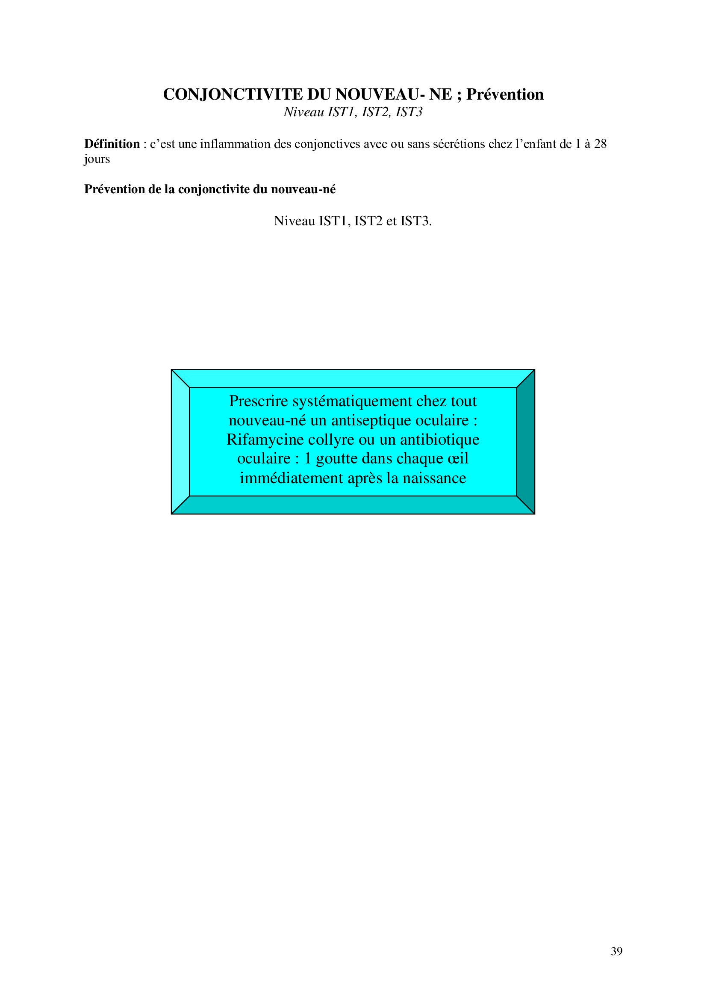 CONJONCTIVITE DU NOUVEAU- NE ; Prévention
Niveau IST1, IST2, IST3
Définition : c’est une inflammation des conjonctives avec ou sans sécrétions chez l’enfant de 1 à 28
jours
Prévention de la conjonctivite du nouveau-né
Niveau IST1, IST2 et IST3.
Prescrire systématiquement chez tout
nouveau-né un antiseptique oculaire :
Rifamycine collyre ou un antibiotique
oculaire : 1 goutte dans chaque œil
immédiatement après la naissance
39